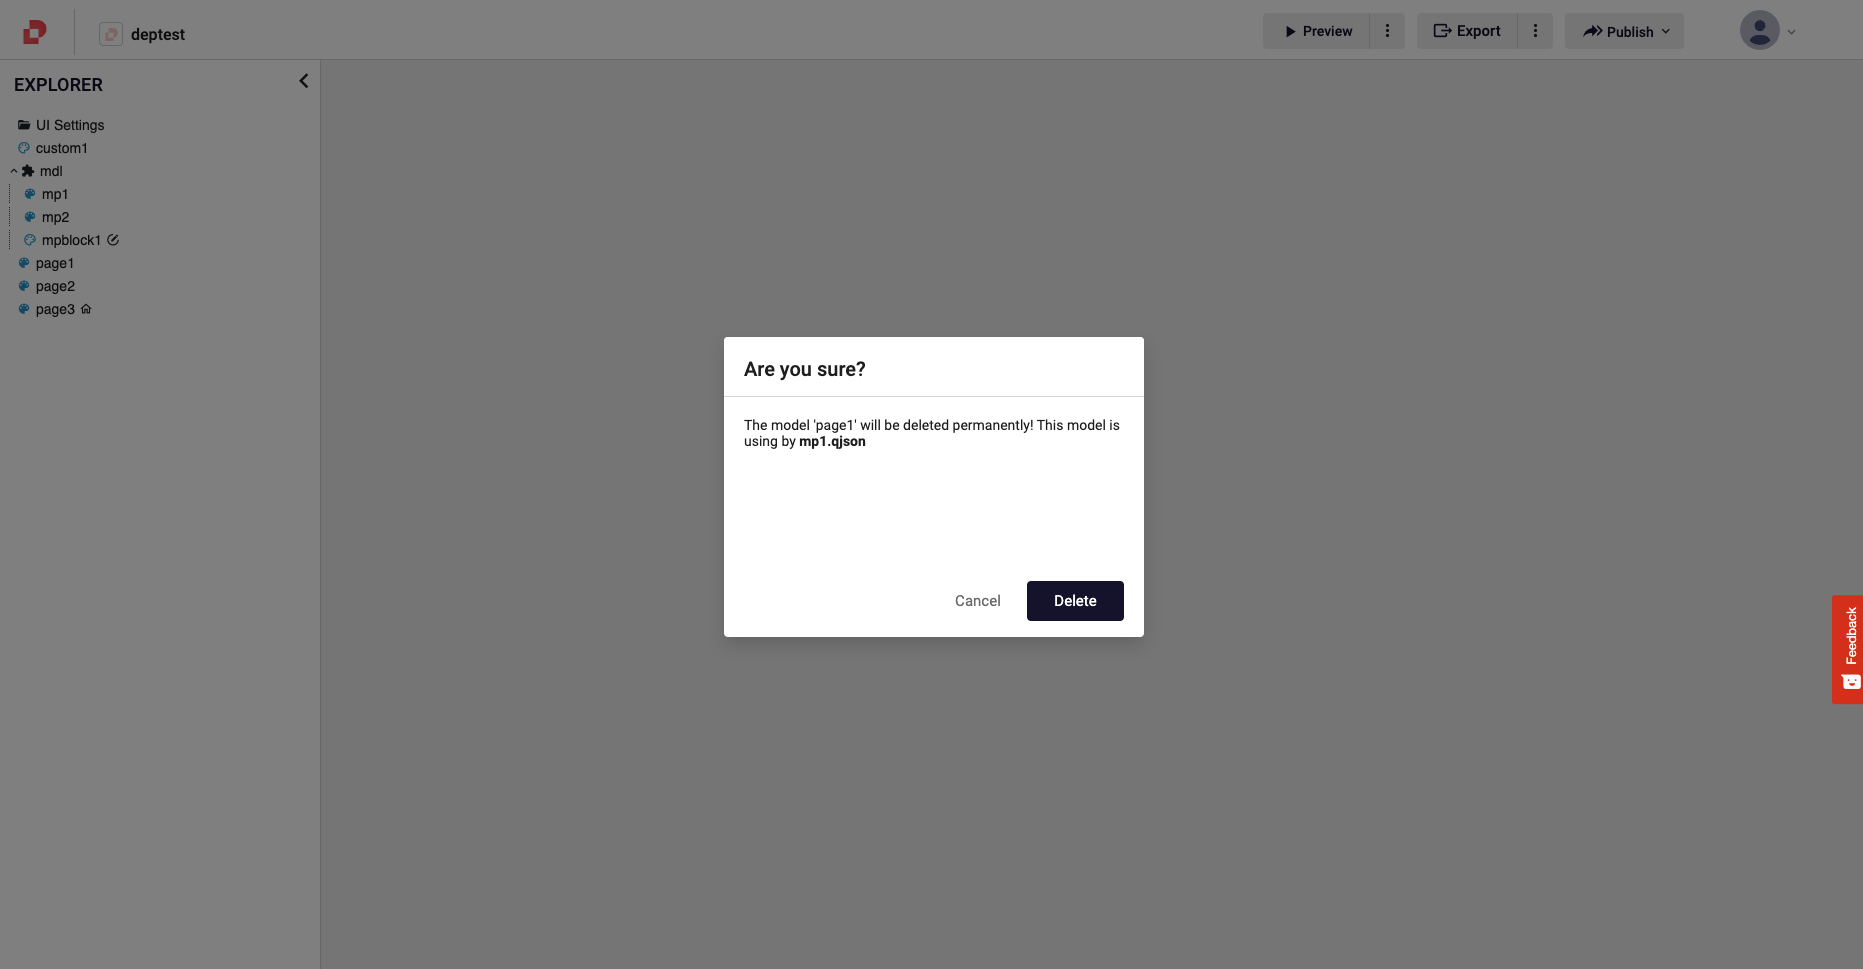 deptest
Preview
Export
Publish
EXPLORER
UI Settings
custom1
mdl
mp1
mp2
mpblock1
page1
page2
page3
Are you sure?
The model 'page1' will be deleted permanently! This model is
using by mp1.qjson
Cancel
Delete
Feedback